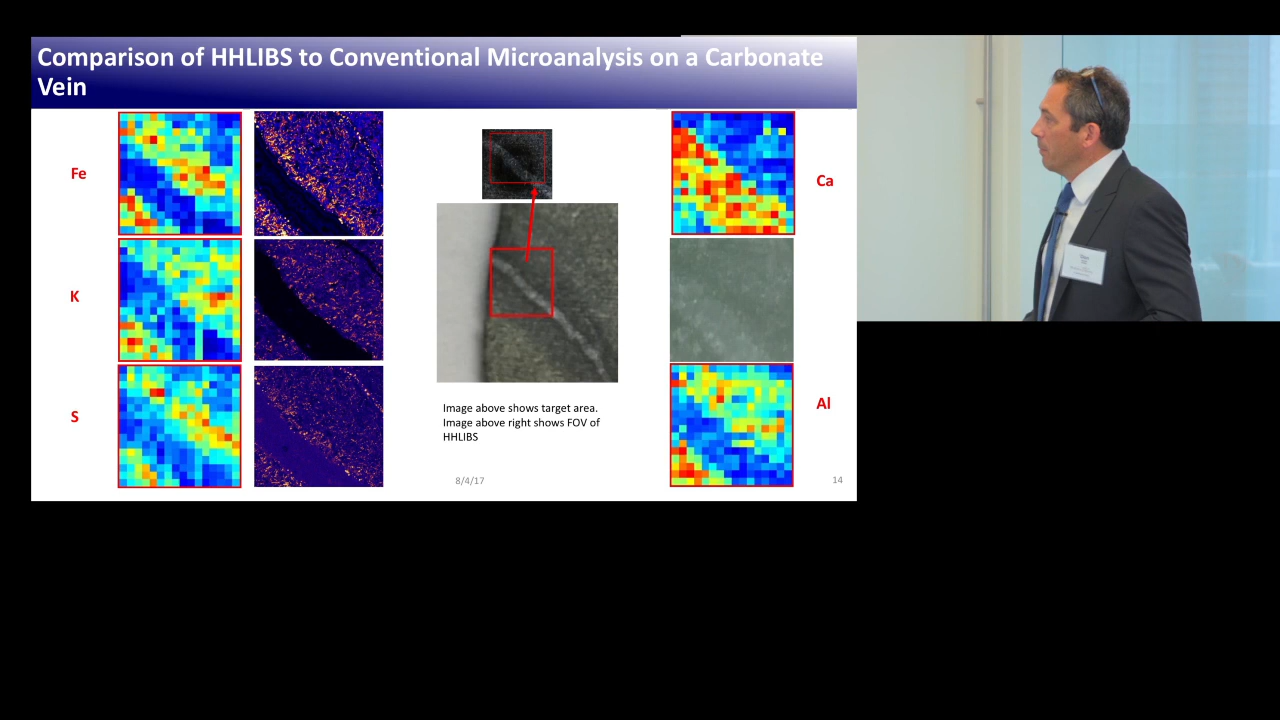 Comparison of HHLIBS to Conventional Microanalysis on a Carbonate
Vein
Fe
Ca
K
S
Al
Image above shows target area.
Image above right shows FOV of
HHLIBS
8/4/17
14